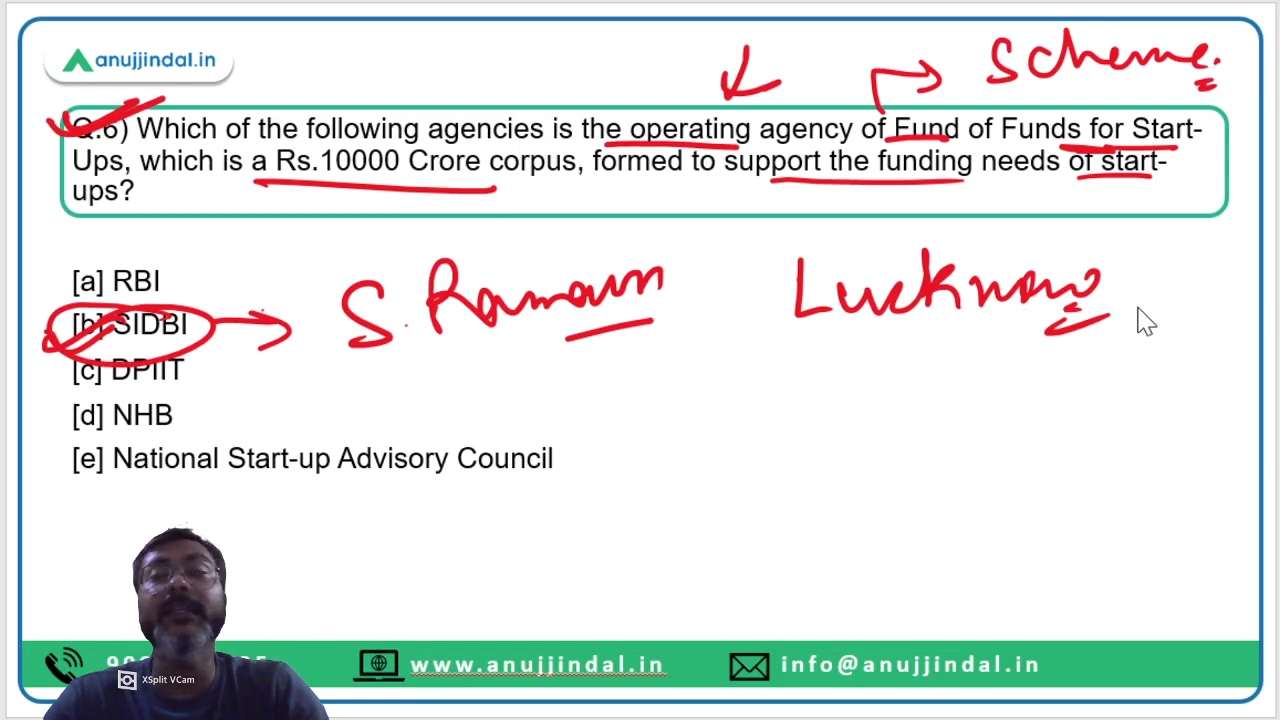 anujjindal.in
Scheme.
Q.6) Which of the following agencies is the operating agency of Fund of Funds for Start-
Ups, which is a Rs.10000 Crore corpus, formed to support the funding needs of start-
ups?
[a] RBI
S. Ramann Lucknow
[b] SIDBI
[c] DPIIT
[d] NHB
[e] National Start-up Advisory Council
www.anujjindal.in
info@anujjindal.in
XSplit VCam